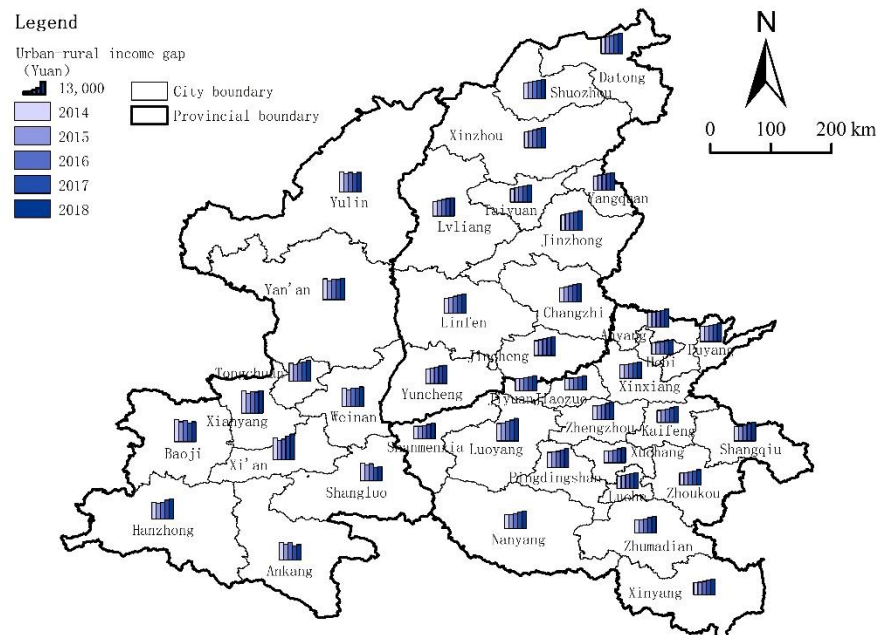 Legend
Urban-rural income gap
(Yuan)
13,000
2014
2015
2016
2017
2018
City boundary
Provincial boundary
N
0 100 200 km
Datong
Shuozhou
Xinzhou
Yulin
Taiyuan
Yangquan
Lvliang
Jinzhong
Yan'an
Linfen
Changzhi
Anyang
Puyang
Hebi
Jincheng
Tongchuan
Yuncheng
Xinxiang
Jiyuan
Jiaozuo
Xianyang
Weinan
Zhengzhou
Kaifeng
Sanmenxia
Luoyang
Shangqiu
Baoji
Xi'an
Xuchang
Pingdingshan
Shangluo
Luohe
Zhoukou
Hanzhong
Nanyang
Zhumadian
Ankang
Xinyang